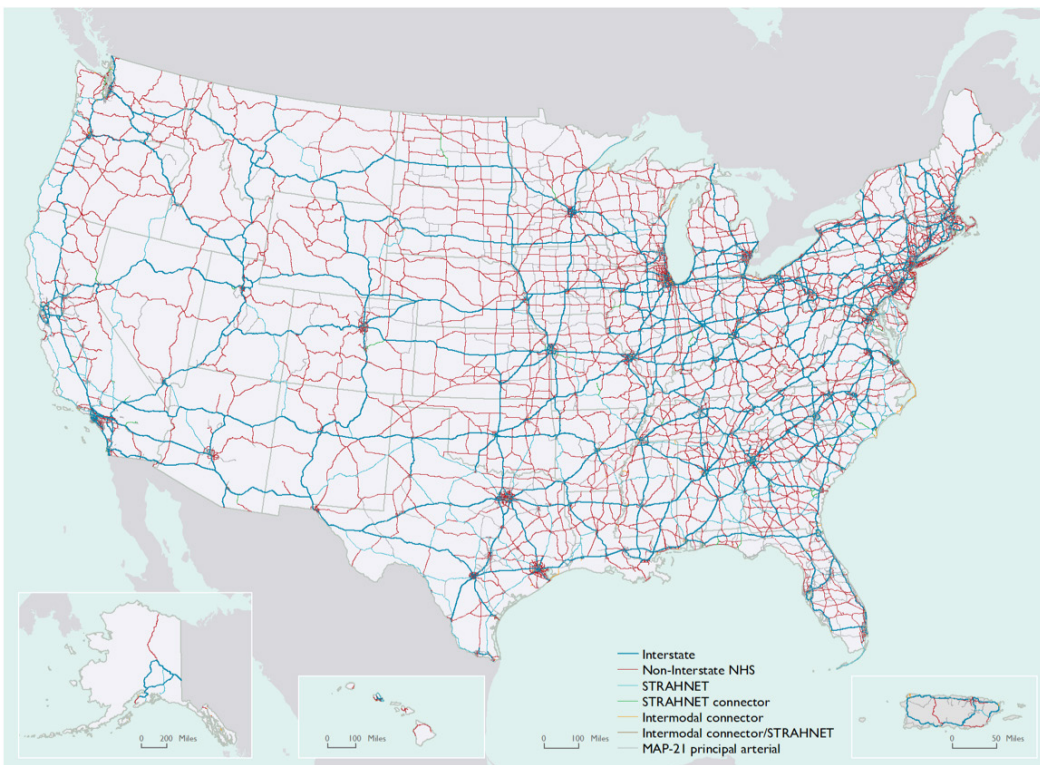 Interstate
Non-Interstate NHS
STRAHNET
STRAHNET connector
Intermodal connector
Intermodal connector/STRAHNET
MAP-21 principal arterial
0 200 Miles
0 100 Miles
0 100 Miles
0 50 Miles